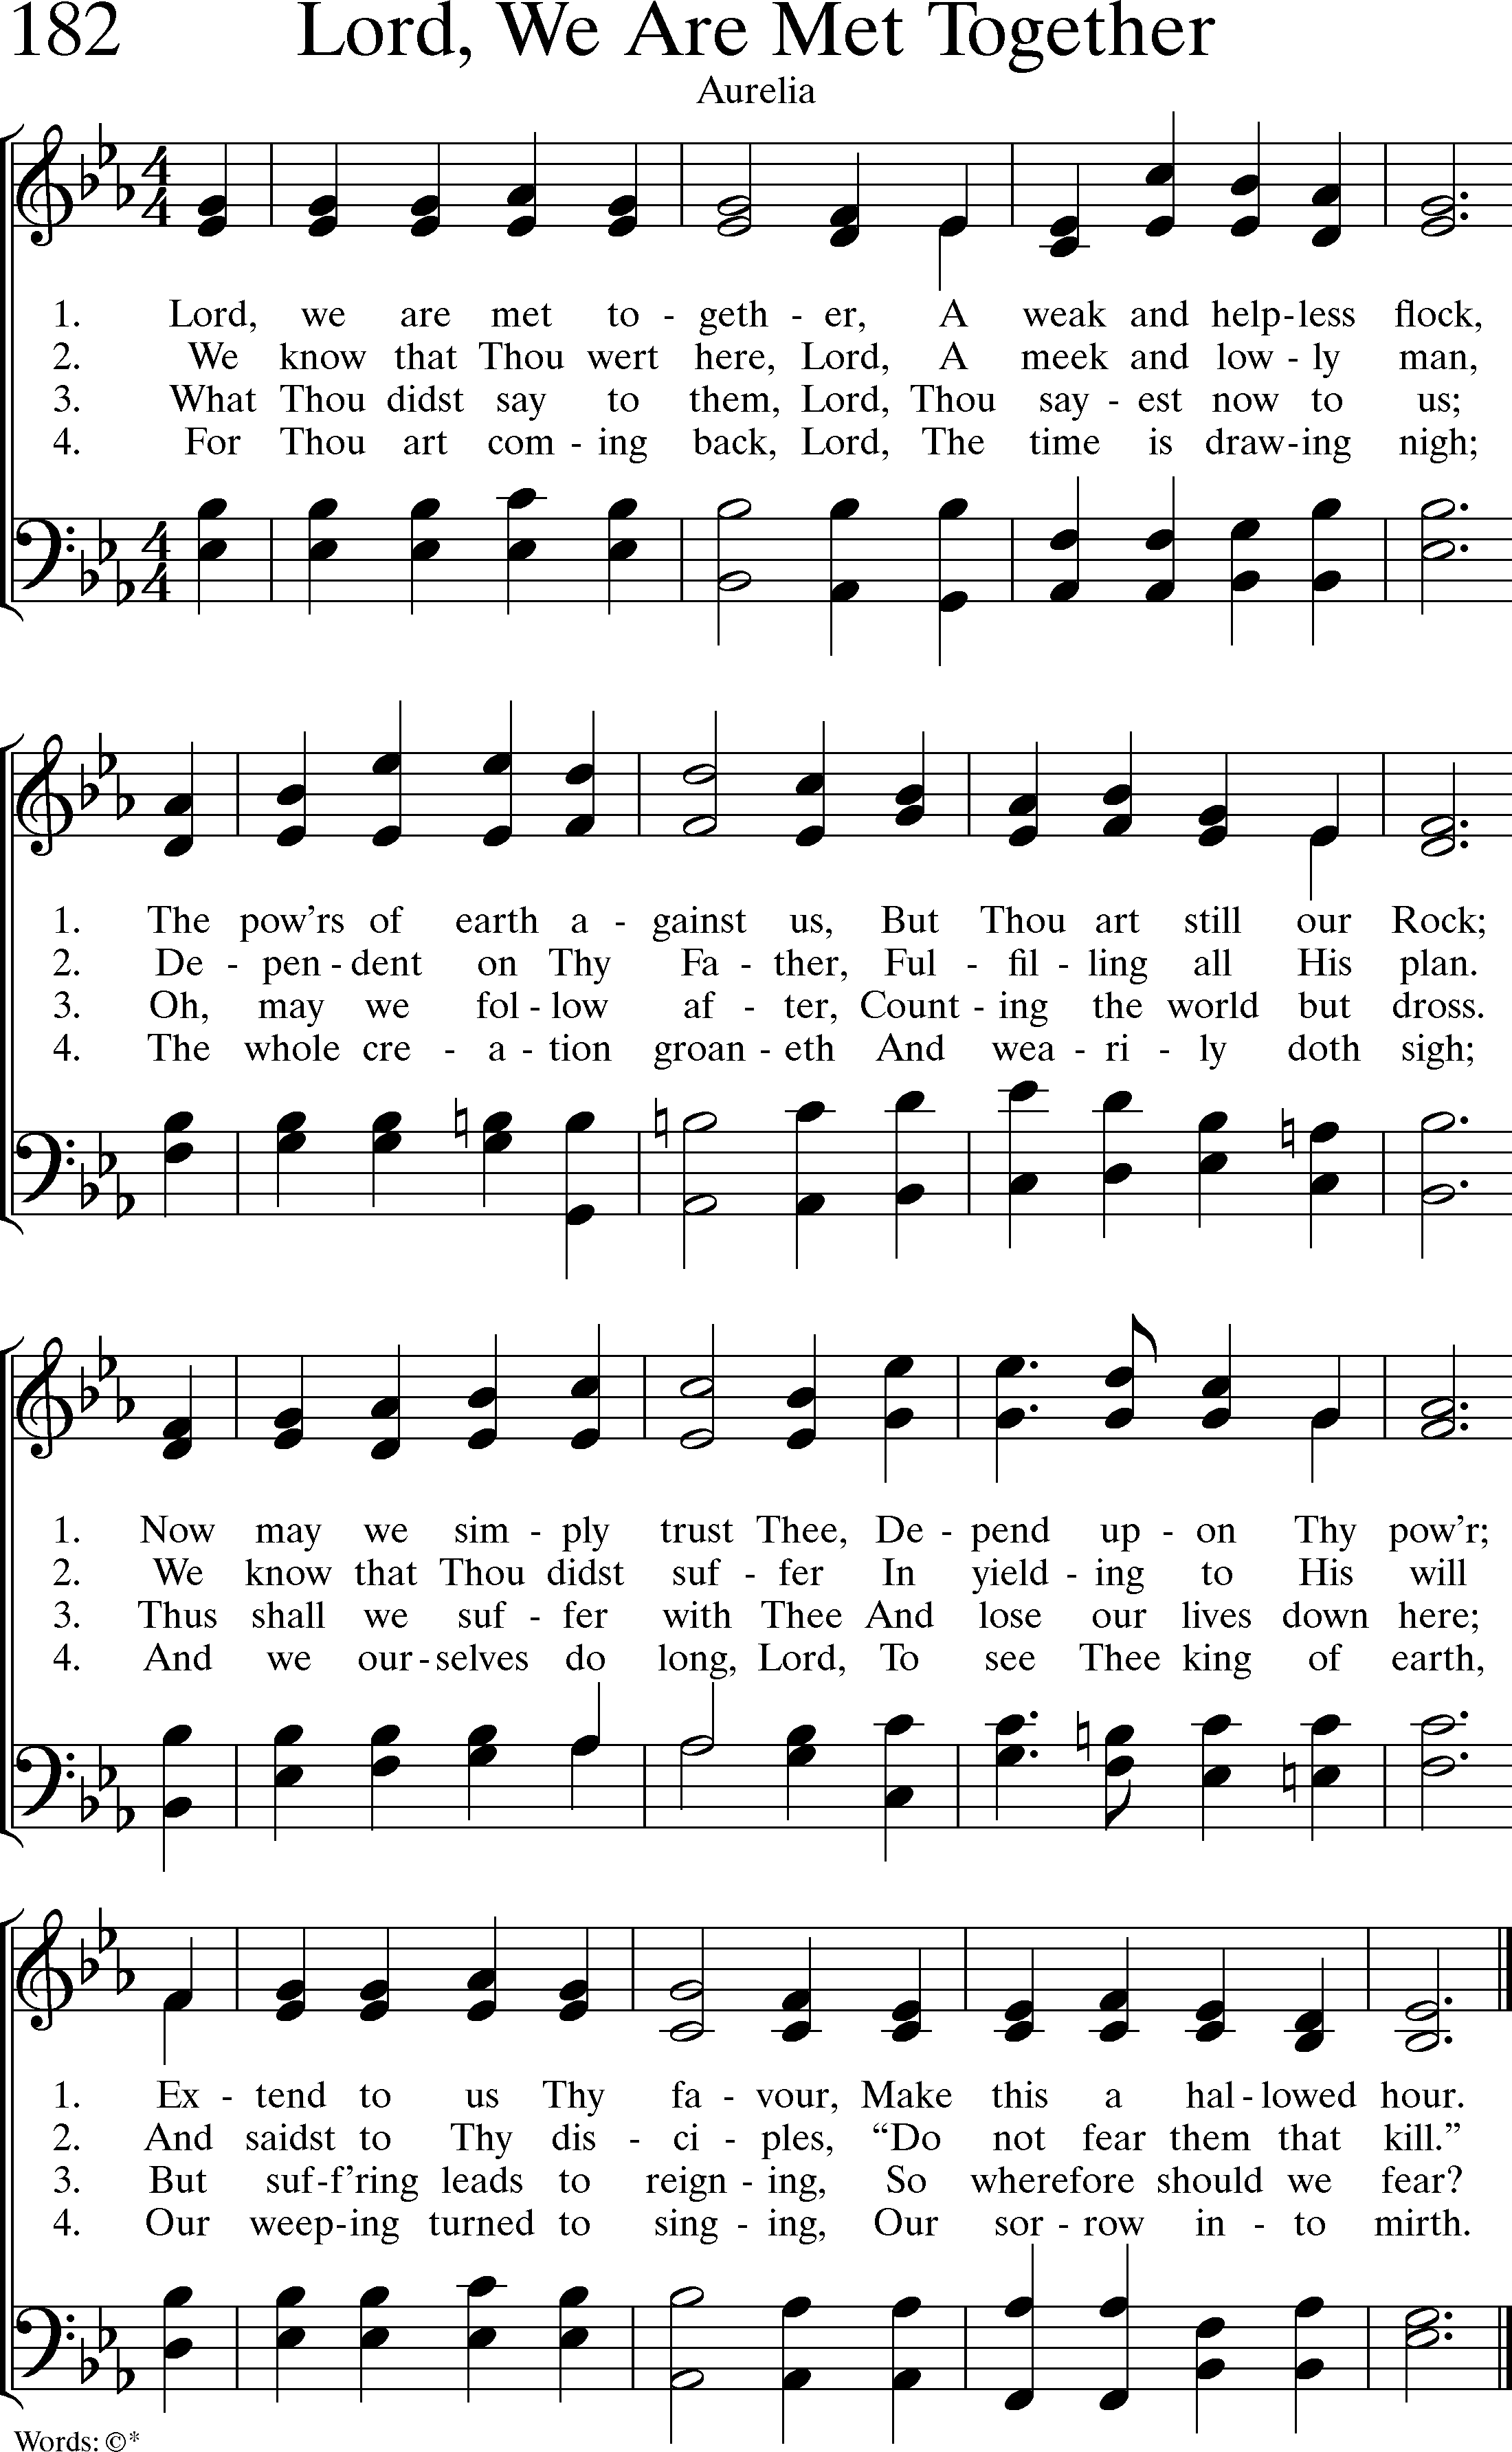 182 Lord, We Are Met Together
Aurelia
1. Lord, we are met to - geth - er, A weak and help - less flock,
2. We know that Thou wert here, Lord, A meek and low - ly man,
3. What Thou didst say to them, Lord, Thou say - est now to us;
4. For Thou art com - ing back, Lord, The time is draw - ing nigh;
1. The pow'rs of earth a - gainst us, But Thou art still our Rock;
2. De - pen - dent on Thy Fa - ther, Ful - fil - ling all His plan.
3. Oh, may we fol - low af - ter, Count - ing the world but dross.
4. The whole cre - a - tion groan - eth And wea - ri - ly doth sigh;
1. Now may we sim - ply trust Thee, De - pend up - on Thy pow'r;
2. We know that Thou didst suf - fer In yield - ing to His will
3. Thus shall we suf - fer with Thee And lose our lives down here;
4. And we our - selves do long, Lord, To see Thee king of earth,
1. Ex - tend to us Thy fa - vour, Make this a hal - lowed hour.
2. And saidst to Thy dis - ci - ples, “Do not fear them that kill.”
3. But suf - f'ring leads to reign - ing, So wherefore should we fear?
4. Our weep - ing turned to sing - ing, Our sor - row in - to mirth.
Words: ©*